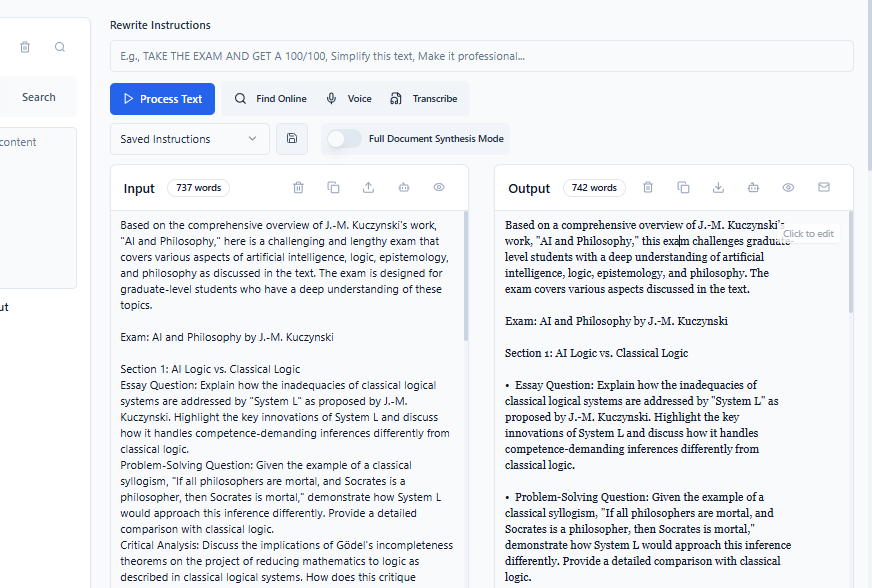 Rewrite Instructions
E.g., TAKE THE EXAM AND GET A 100/100, Simplify this text, Make it professional...
Search
Process Text
Find Online
Voice
Transcribe
content
Saved Instructions
Full Document Synthesis Mode
ut
Input
737 words
Based on the comprehensive overview of J.-M. Kuczynski's work,
"AI and Philosophy," here is a challenging and lengthy exam that
covers various aspects of artificial intelligence, logic, epistemology,
and philosophy as discussed in the text. The exam is designed for
graduate-level students who have a deep understanding of these
topics.
Exam: AI and Philosophy by J.-M. Kuczynski
Section 1: AI Logic vs. Classical Logic
Essay Question: Explain how the inadequacies of classical logical
systems are addressed by "System L" as proposed by J.-M.
Kuczynski. Highlight the key innovations of System L and discuss
how it handles competence-demanding inferences differently from
classical logic.
Problem-Solving Question: Given the example of a classical
syllogism, "If all philosophers are mortal, and Socrates is a
philosopher, then Socrates is mortal," demonstrate how System L
would approach this inference differently. Provide a detailed
comparison with classical logic.
Critical Analysis: Discuss the implications of Gödel's incompleteness
theorems on the project of reducing mathematics to logic as
described in classical logical systems. How does this critique
Output
742 words
Based on a comprehensive overview of J.-M. Kuczynski's
work, "AI and Philosophy," this exam challenges graduate-
Click to edit
level students with a deep understanding of artificial
intelligence, logic, epistemology, and philosophy. The
exam covers various aspects discussed in the text.
Exam: AI and Philosophy by J.-M. Kuczynski
Section 1: AI Logic vs. Classical Logic
• Essay Question: Explain how the inadequacies of
classical logical systems are addressed by "System L" as
proposed by J.-M. Kuczynski. Highlight the key
innovations of System L and discuss how it handles
competence-demanding inferences differently from
classical logic.
• Problem-Solving Question: Given the example of a
classical syllogism, "If all philosophers are mortal, and
Socrates is a philosopher, then Socrates is mortal,"
demonstrate how System L would approach this inference
differently. Provide a detailed comparison with classical
logic.